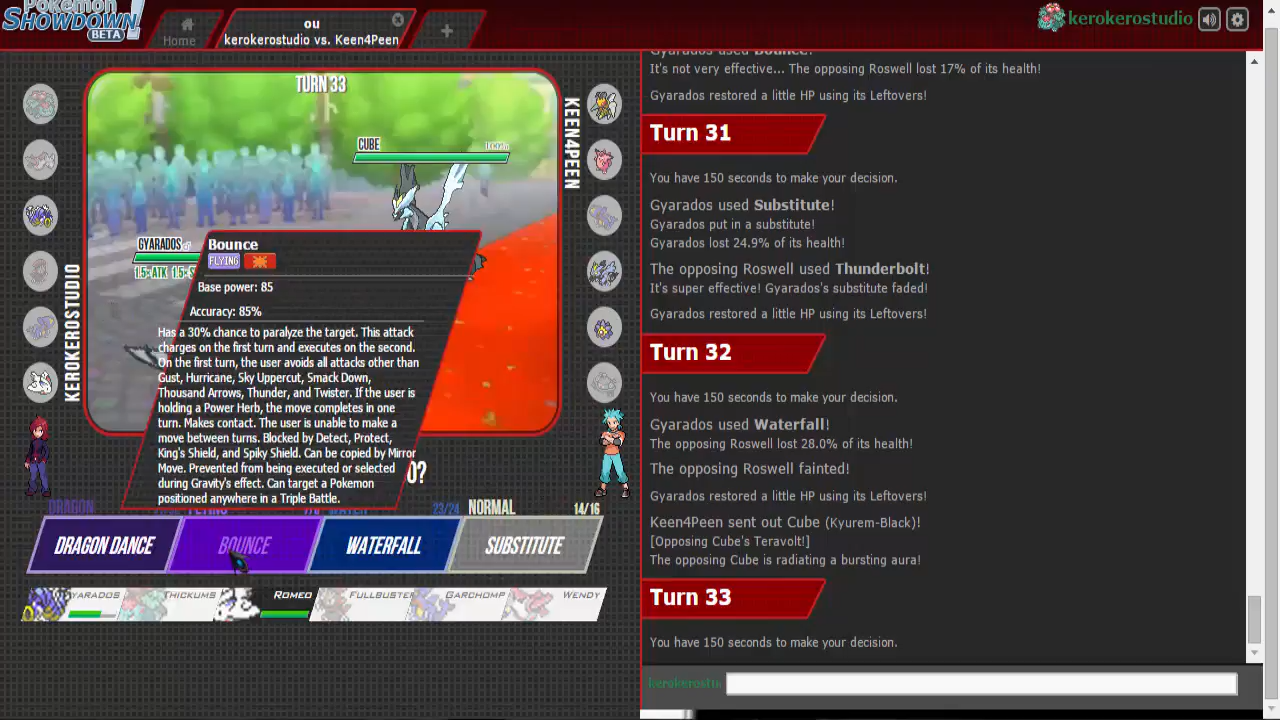 Pokémon
SHOWDOWN!
BETA
Home
ou
kerokerostudio vs. Keen4Peen
kerokerostudio
TURN 33
CUBE
100%
KEEN4PEEN
KEROKEROSTUDIO
GYARADOS
1.5× ATK
Bounce
FLYING
Base power: 85
Accuracy: 85%
Has a 30% chance to paralyze the target. This attack
charges on the first turn and executes on the second.
On the first turn, the user avoids all attacks other than
Gust, Hurricane, Sky Uppercut, Smack Down,
Thousand Arrows, Thunder, and Twister. If the user is
holding a Power Herb, the move completes in one
turn. Makes contact. The user is unable to make a
move between turns. Blocked by Detect, Protect,
King's Shield, and Spiky Shield. Can be copied by Mirror
Move. Prevented from being executed or selected
during Gravity's effect. Can target a Pokemon
positioned anywhere in a Triple Battle.
DO?
DRAGON
23/24
NORMAL
14/16
DRAGON DANCE
BOUNCE
WATERFALL
SUBSTITUTE
YARADOS
THICKUMS
ROMEO
FULLBUSTER
GARCHOMP
WENDY
Gyarados used Bounce!
It's not very effective... The opposing Roswell lost 17% of its health!
Gyarados restored a little HP using its Leftovers!
Turn 31
You have 150 seconds to make your decision.
Gyarados used Substitute!
Gyarados put in a substitute!
Gyarados lost 24.9% of its health!
The opposing Roswell used Thunderbolt!
It's super effective! Gyarados's substitute faded!
Gyarados restored a little HP using its Leftovers!
Turn 32
You have 150 seconds to make your decision.
Gyarados used Waterfall!
The opposing Roswell lost 28.0% of its health!
The opposing Roswell fainted!
Gyarados restored a little HP using its Leftovers!
Keen4Peen sent out Cube (Kyurem-Black)!
[Opposing Cube's Teravolt!]
The opposing Cube is radiating a bursting aura!
Turn 33
You have 150 seconds to make your decision.
kerokerostu